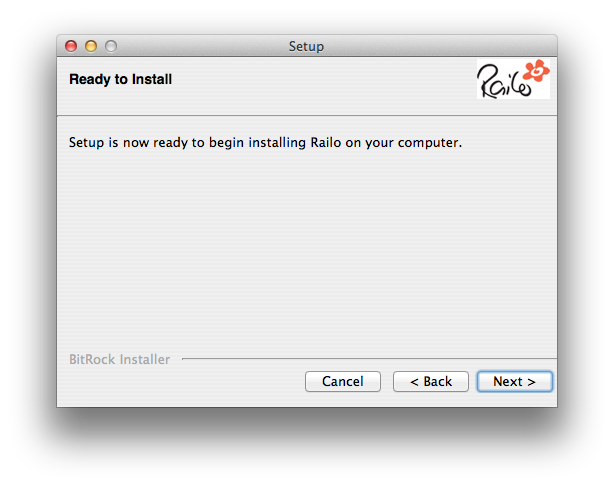 Setup
Ready to Install
Railo
Setup is now ready to begin installing Railo on your computer.
BitRock Installer
Cancel
< Back
Next >